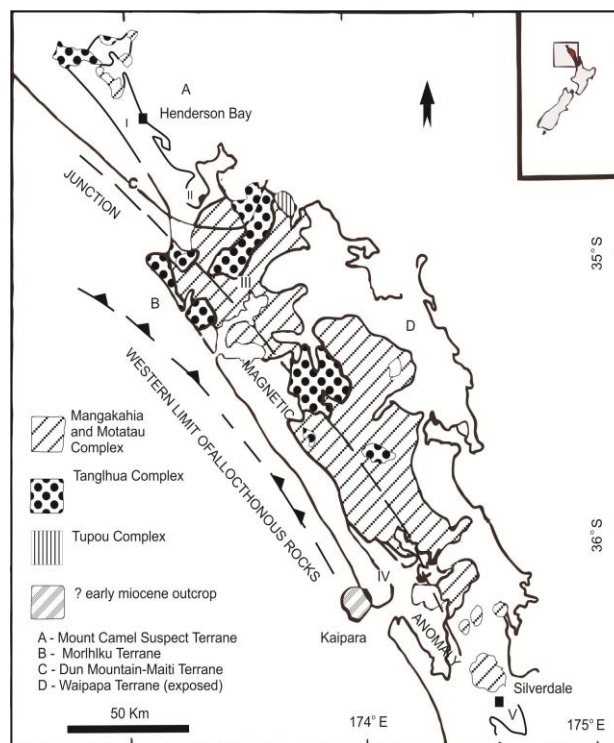 A
Henderson Bay
I
II
C
JUNCTION
35°S
III
B
D
MAGNETIC
WESTERN LIMIT OFALLOCTHONOUS ROCKS
Mangakahia
and Motatau
Complex
Tanglhua Complex
Tupou Complex
36°S
? early miocene outcrop
IV
Kaipara
ANOMALY
A - Mount Camel Suspect Terrane
B - Morlhlku Terrane
C - Dun Mountain-Maiti Terrane
D - Waipapa Terrane (exposed)
Silverdale
V
50 Km
174°E
175°E